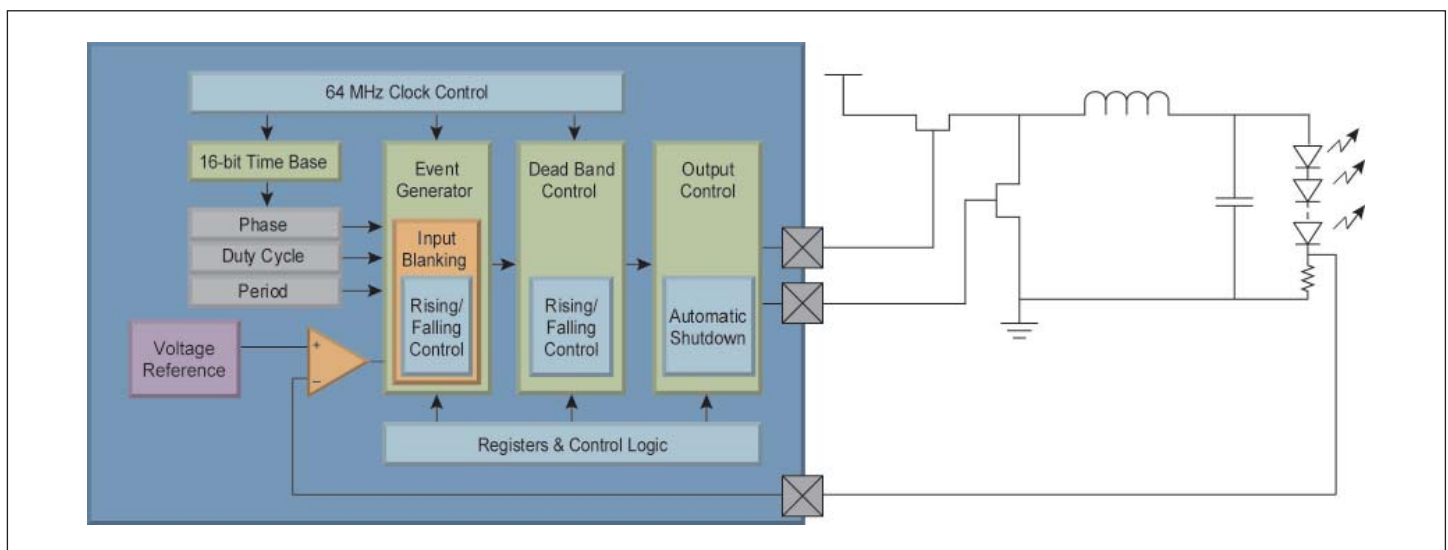 64 MHz Clock Control
16-bit Time Base
Phase
Duty Cycle
Period
Voltage
Reference
+
−
Event
Generator
Input
Blanking
Rising/
Falling
Control
Dead Band
Control
Rising/
Falling
Control
Output
Control
Automatic
Shutdown
Registers & Control Logic